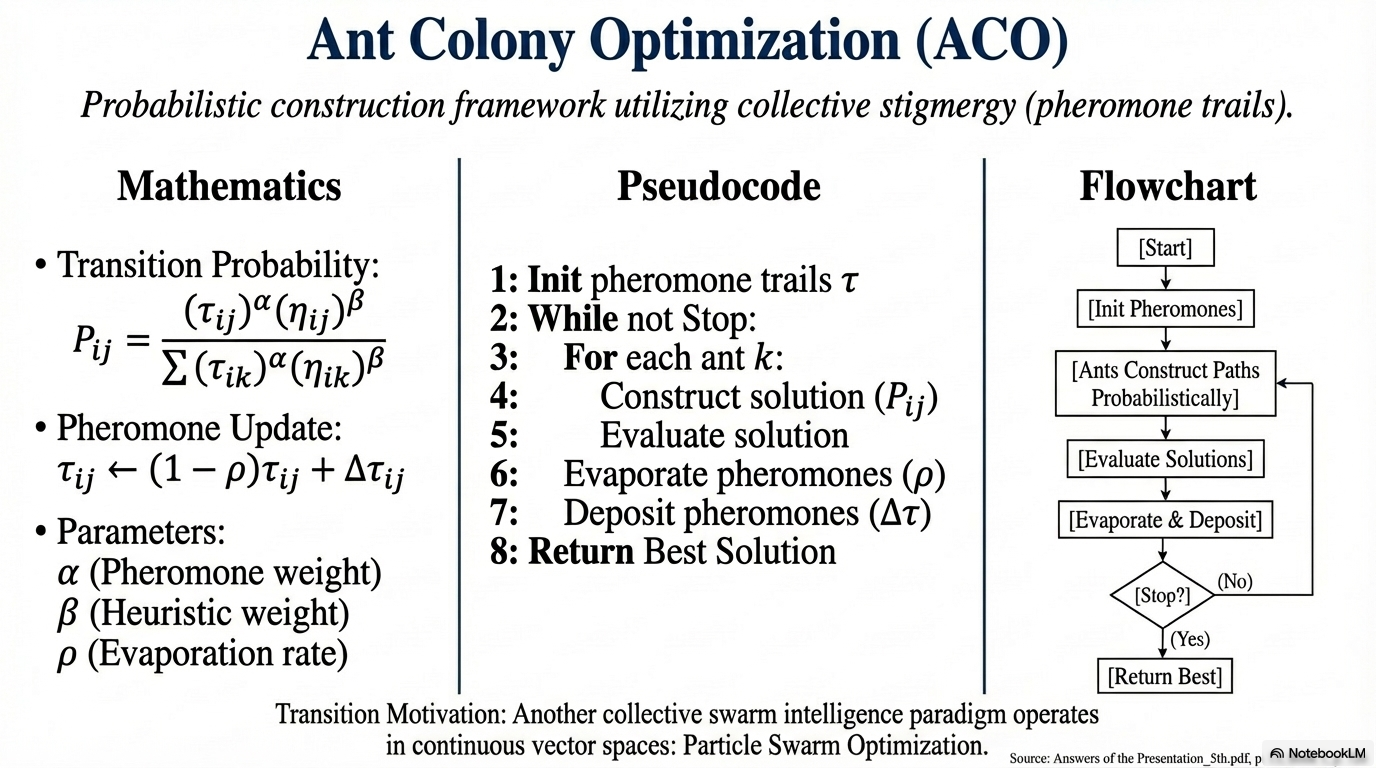 Ant Colony Optimization (ACO)
Probabilistic construction framework utilizing collective stigmergy (pheromone trails).
Mathematics
• Transition Probability:
P_ij = (τ_ij)^α(η_ij)^β / ∑(τ_ik)^α(η_ik)^β
• Pheromone Update:
τ_ij ← (1 − ρ)τ_ij + Δτ_ij
• Parameters:
α (Pheromone weight)
β (Heuristic weight)
ρ (Evaporation rate)
Pseudocode
1: Init pheromone trails τ
2: While not Stop:
3: For each ant k:
4: Construct solution (P_ij)
5: Evaluate solution
6: Evaporate pheromones (ρ)
7: Deposit pheromones (Δτ)
8: Return Best Solution
Flowchart
[Start]
[Init Pheromones]
[Ants Construct Paths
Probabilistically]
[Evaluate Solutions]
[Evaporate & Deposit]
[Stop?]
(No)
(Yes)
[Return Best]
Transition Motivation: Another collective swarm intelligence paradigm operates
in continuous vector spaces: Particle Swarm Optimization.
Source: Answers of the Presentation_5th.pdf,
NotebookLM